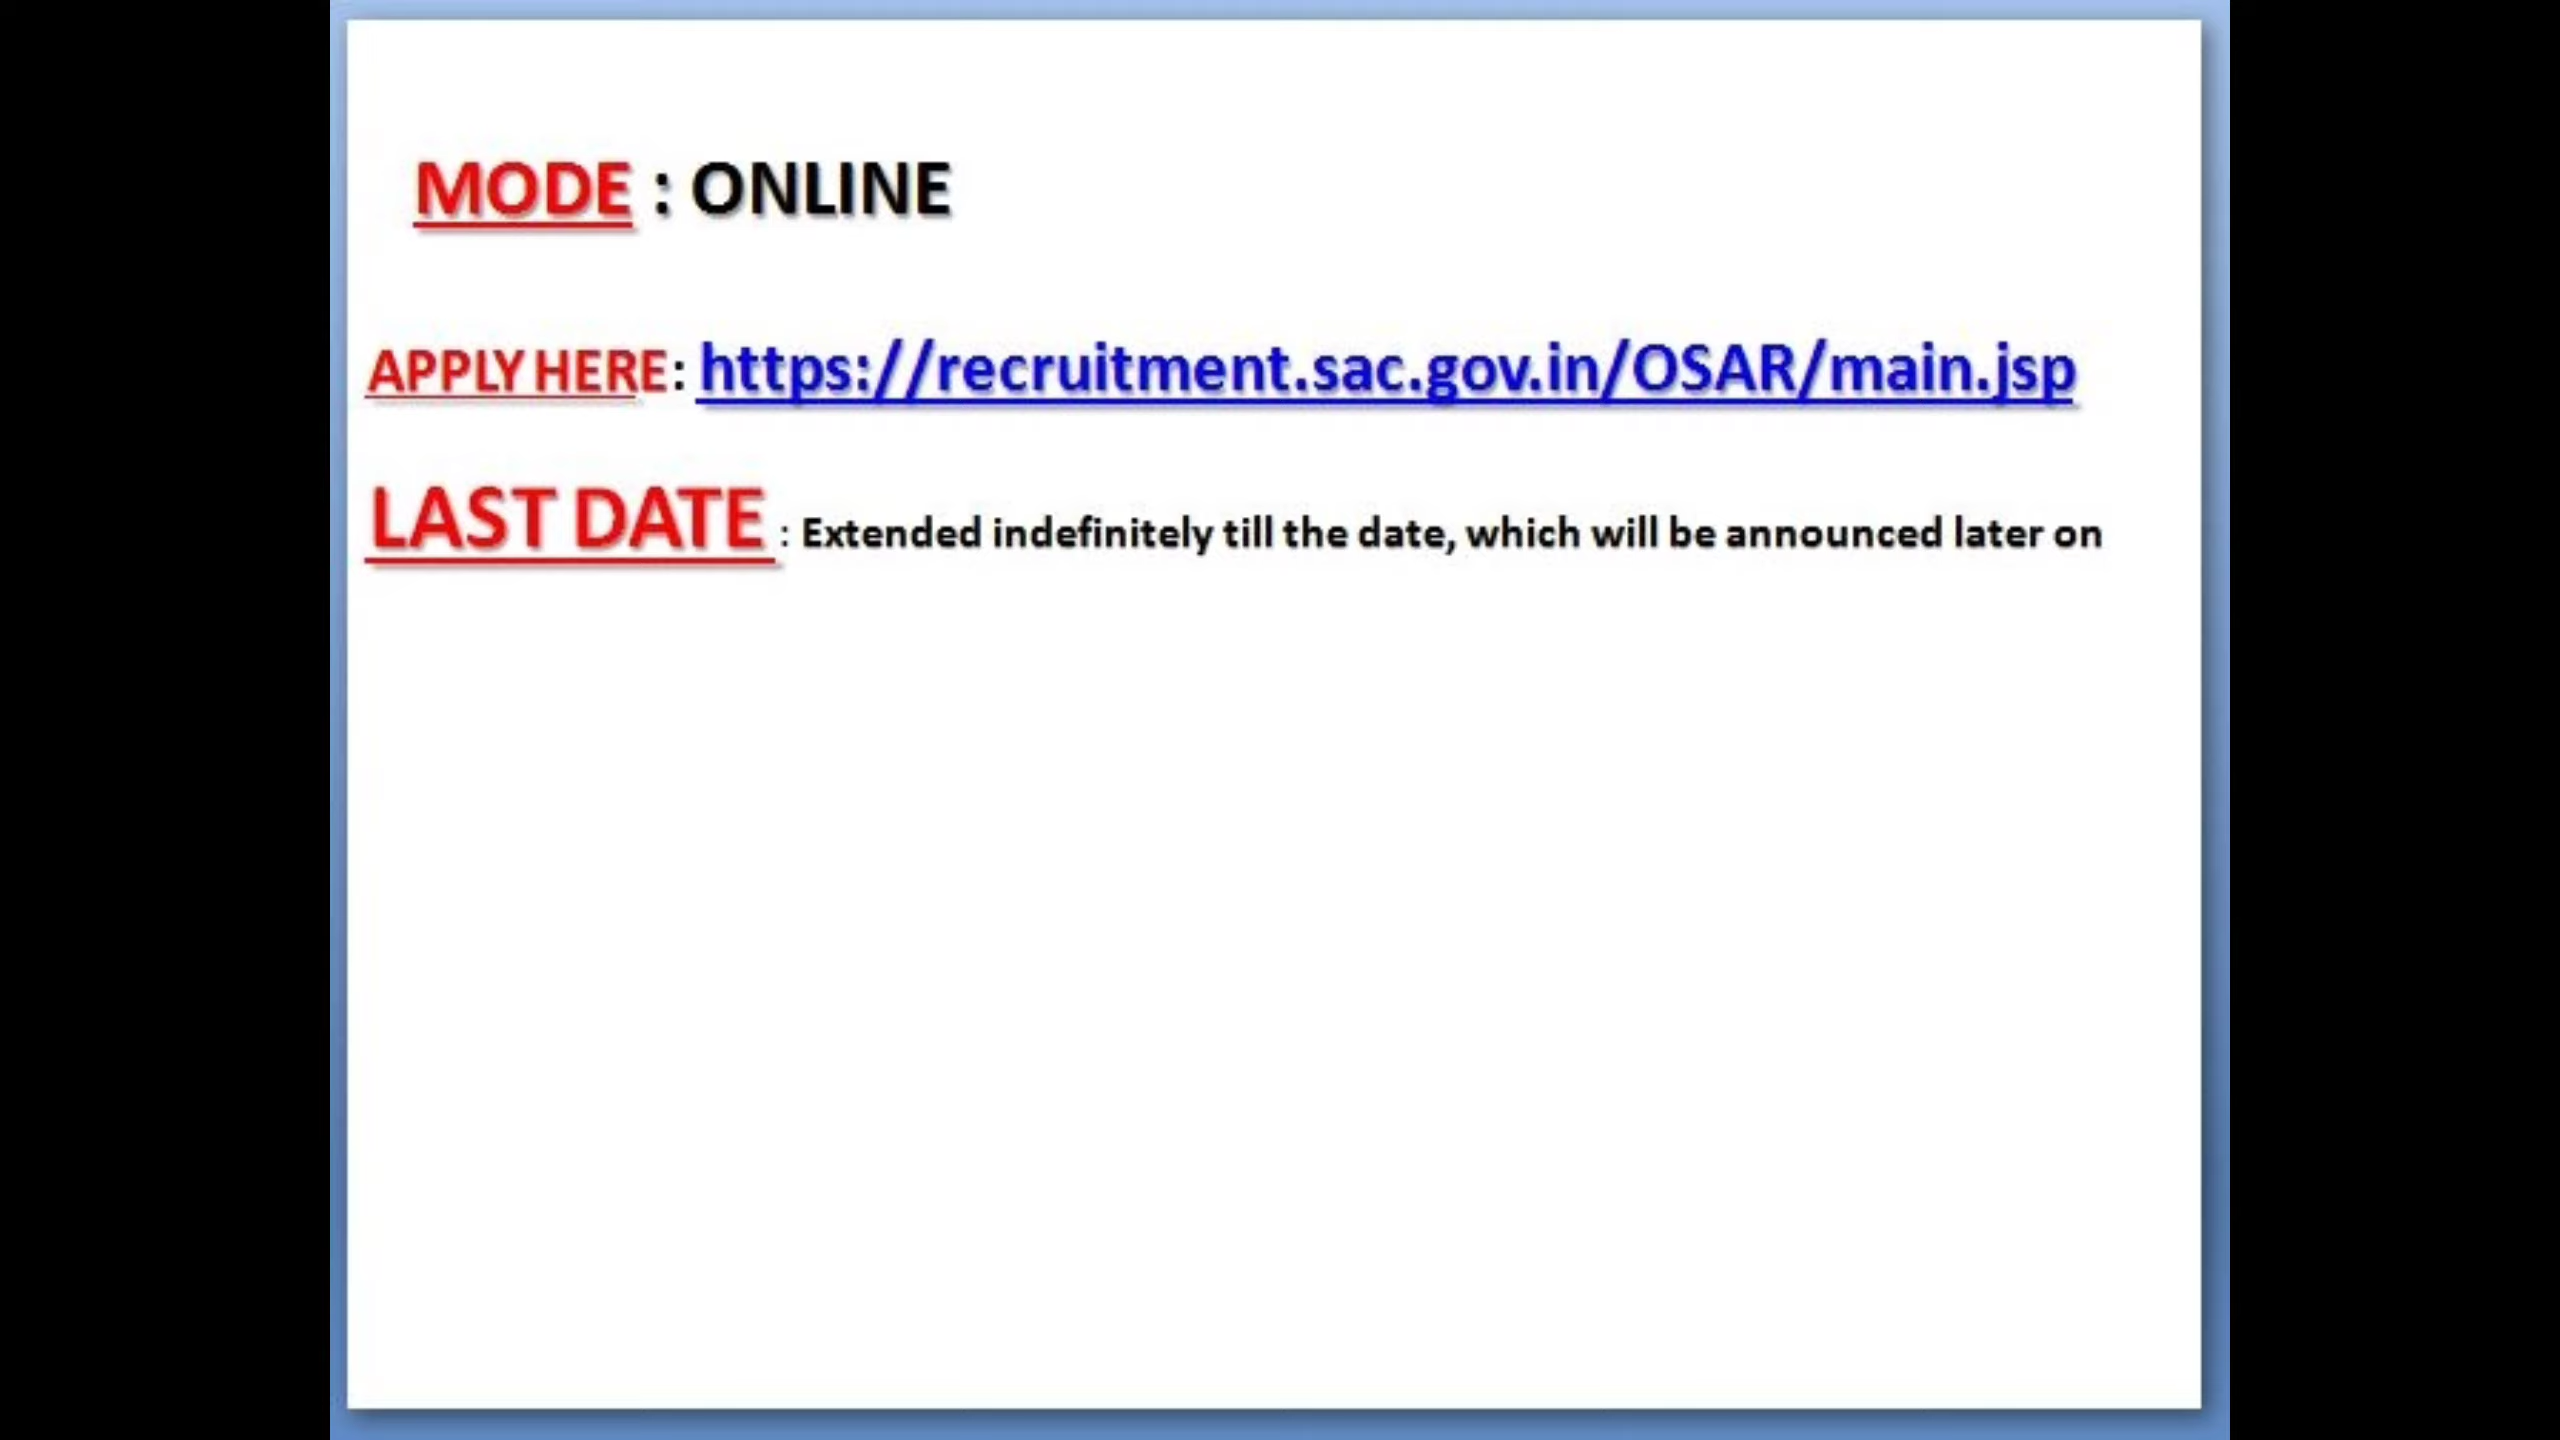 MODE : ONLINE
APPLY HERE: https://recruitment.sac.gov.in/OSAR/main.jsp
LAST DATE : Extended indefinitely till the date, which will be announced later on